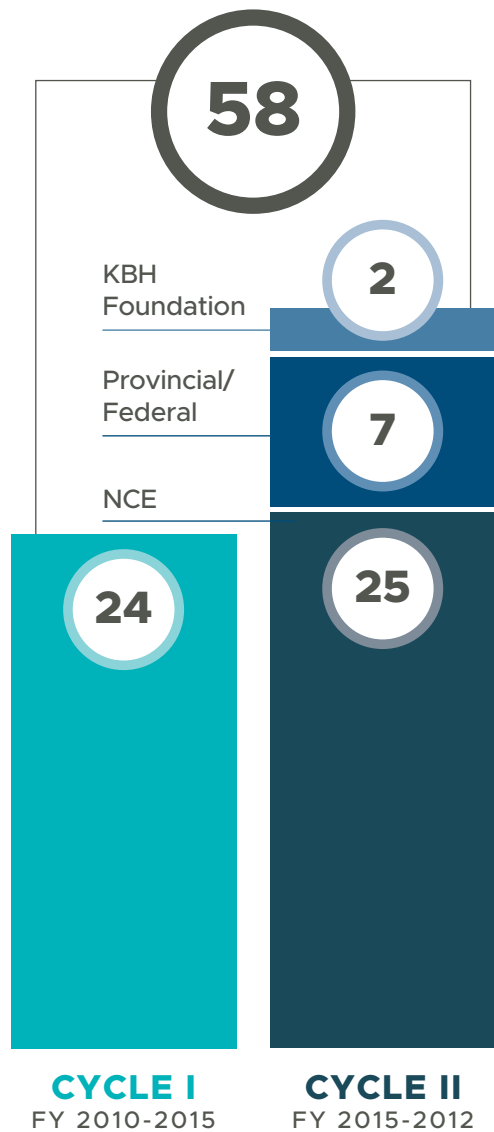 58
KBH
Foundation
2
Provincial/
Federal
7
NCE
24
25
CYCLE I
FY 2010-2015
CYCLE II
FY 2015-2012